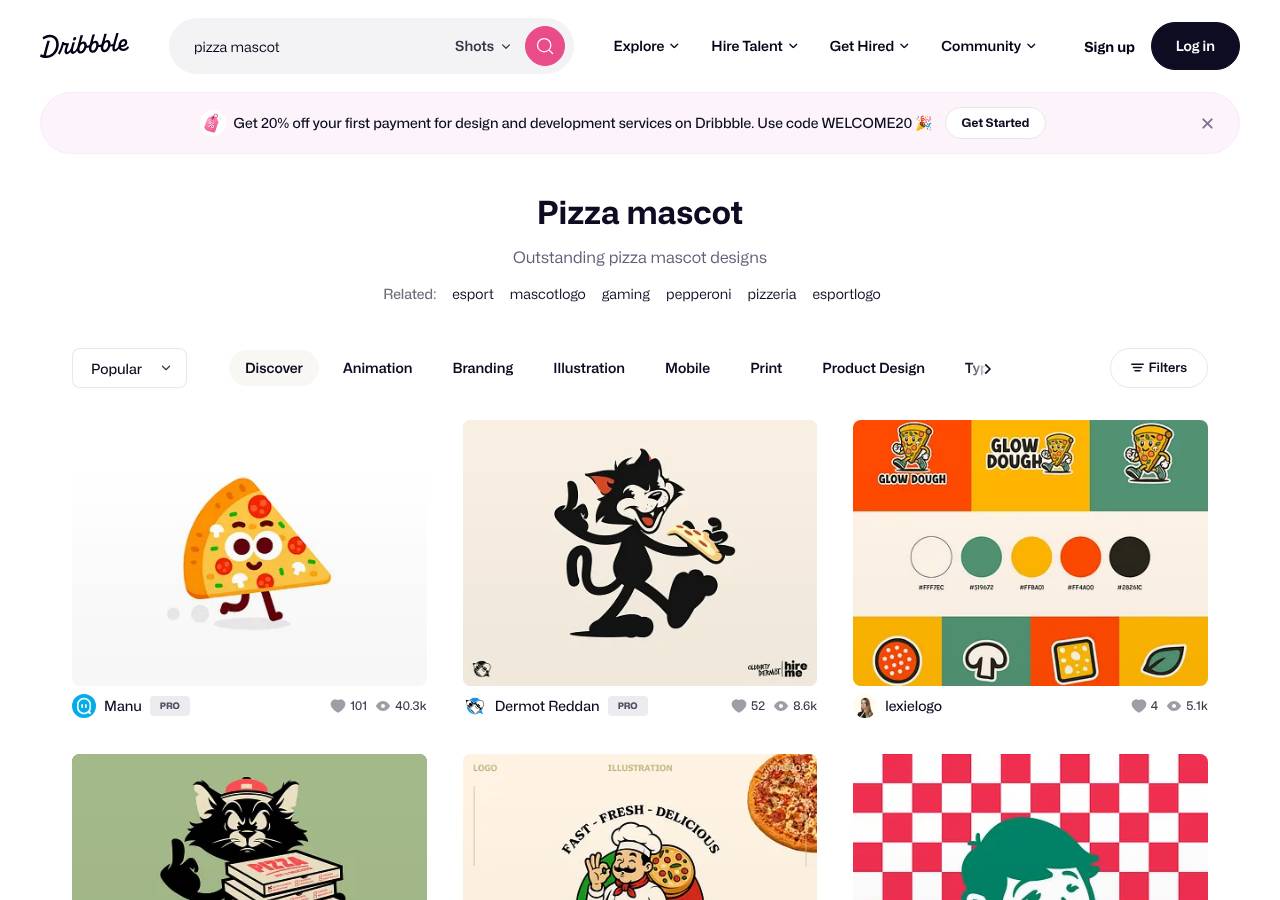 Dribbble
pizza mascot
Shots
Explore
Hire Talent
Get Hired
Community
Sign up
Log in
Get 20% off your first payment for design and development services on Dribbble. Use code WELCOME20 🎉
Get Started
Pizza mascot
Outstanding pizza mascot designs
Related: esport mascotlogo gaming pepperoni pizzeria esportlogo
Popular
Discover
Animation
Branding
Illustration
Mobile
Print
Product Design
Filters
hire
me
GLOW DOUGH
GLOW
DOUGH
#FFF7EC
#519672
#FF4A00
#28261C
Manu PRO 101 40.3k
Dermot Reddan PRO 52 8.6k
lexielogo 4 5.1k
PIZZA
LOGO
ILLUSTRATION
FAST - FRESH - DELICIOUS